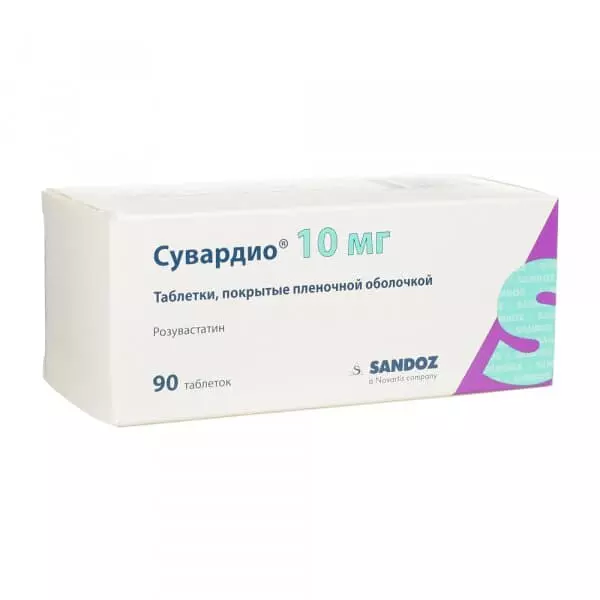 Сувардио® 10 мг
Таблетки, покрытые пленочной оболочкой
Розувастатин
90 таблеток
SANDOZ
a Novartis company